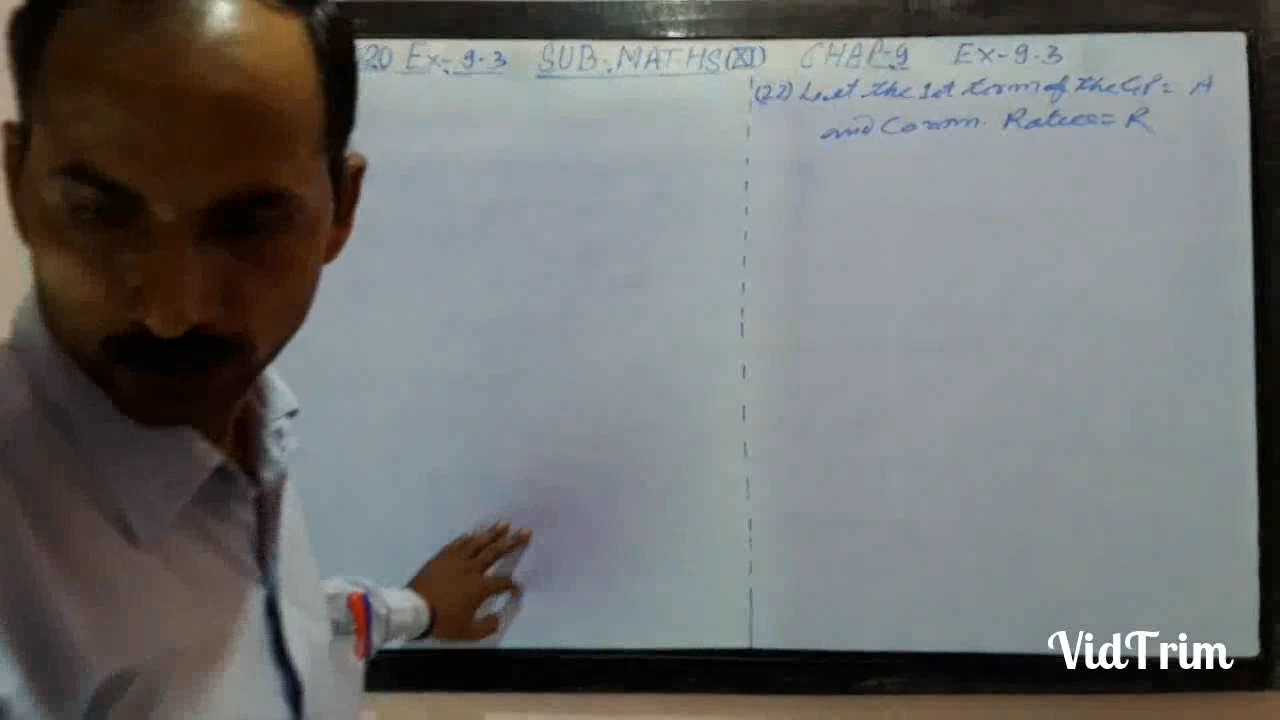 20 Ex-9.3 SUB.MATHS(XI) CHAP-9 Ex-9.3
(22) Let the 1st term of the GP = A
and Comm. Ratio = R
VidTrim